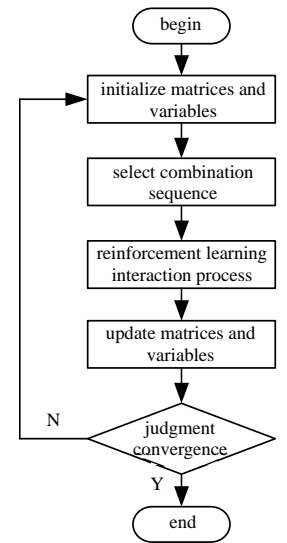 begin
initialize matrices and
variables
select combination
sequence
reinforcement learning
interaction process
update matrices and
variables
N
judgment
convergence
Y
end